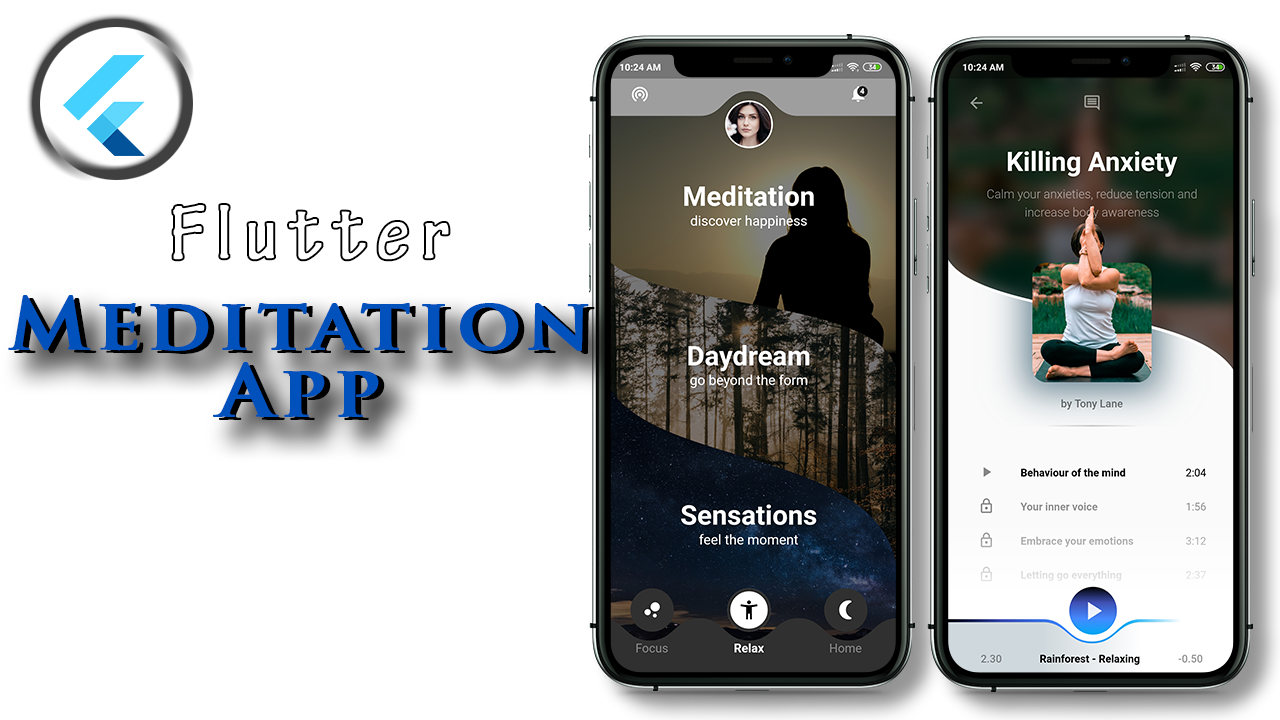 Flutter
Meditation
App
10:24 AM
34
4
Meditation
discover happiness
Daydream
go beyond the form
Sensations
feel the moment
Focus
Relax
Home
10:24 AM
34
Killing Anxiety
Calm your anxieties, reduce tension and
increase body awareness
by Tony Lane
Behaviour of the mind 2:04
Your inner voice 1:56
Embrace your emotions 3:12
Letting go everything 2:37
2.30 Rainforest - Relaxing -0.50